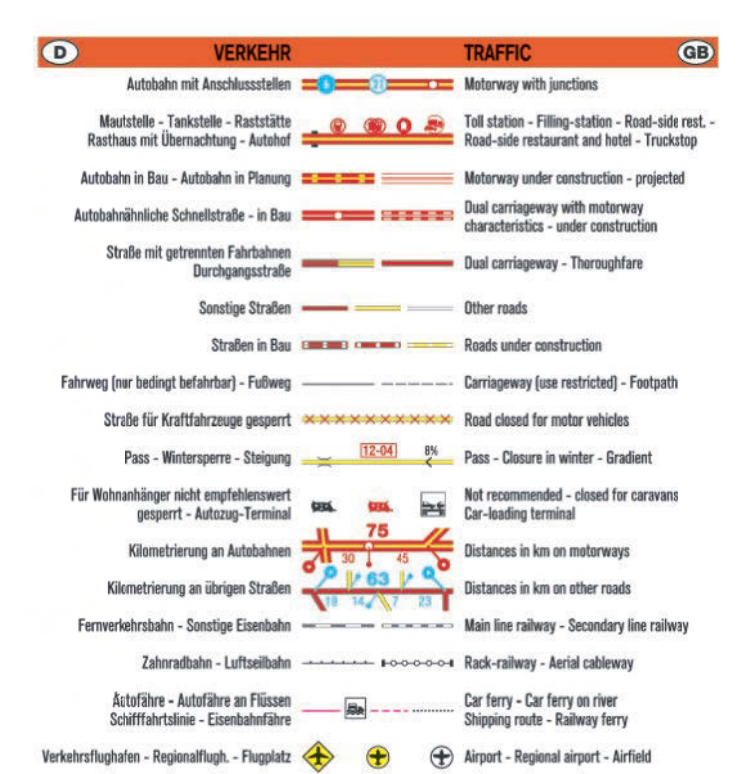 D VERKEHR TRAFFIC GB
Autobahn mit Anschlussstellen Motorway with junctions
Mautstelle - Tankstelle - Raststätte Toll station - Filling-station - Road-side rest. -
Rasthaus mit Übernachtung - Autohof Road-side restaurant and hotel - Truckstop
Autobahn in Bau - Autobahn in Planung Motorway under construction - projected
Autobahnähnliche Schnellstraße - in Bau Dual carriageway with motorway
characteristics - under construction
Straße mit getrennten Fahrbahnen
Durchgangsstraße Dual carriageway - Thoroughfare
Sonstige Straßen Other roads
Straßen in Bau Roads under construction
Fahrweg (nur bedingt befahrbar) - Fußweg Carriageway (use restricted) - Footpath
Straße für Kraftfahrzeuge gesperrt Road closed for motor vehicles
12-04 8%
Pass - Wintersperre - Steigung Pass - Closure in winter - Gradient
Für Wohnanhänger nicht empfehlenswert Not recommended - closed for caravans
gesperrt - Autozug-Terminal Car-loading terminal
75
Kilometrierung an Autobahnen 30 45 Distances in km on motorways
63
Kilometrierung an übrigen Straßen Distances in km on other roads
18 14 7 23
Fernverkehrsbahn - Sonstige Eisenbahn Main line railway - Secondary line railway
Zahnradbahn - Luftseilbahn Rack-railway - Aerial cableway
Autofähre - Autofähre an Flüssen Car ferry - Car ferry on river
Schifffahrtslinie - Eisenbahnfähre Shipping route - Railway ferry
Verkehrsflughafen - Regionalflugh. - Flugplatz Airport - Regional airport - Airfield